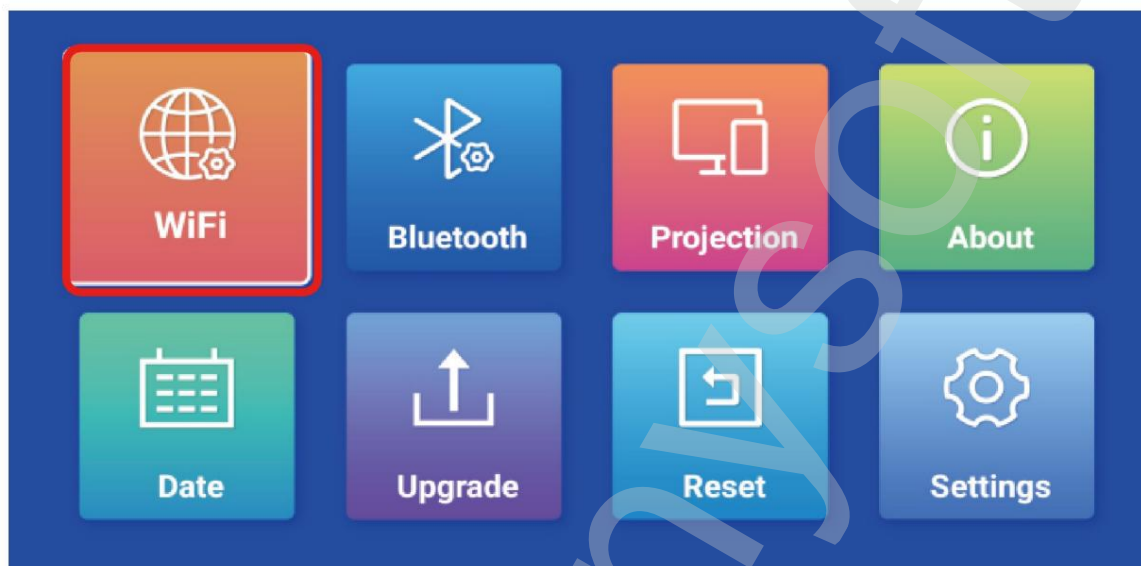 WiFi
Bluetooth
Projection
About
Date
Upgrade
Reset
Settings